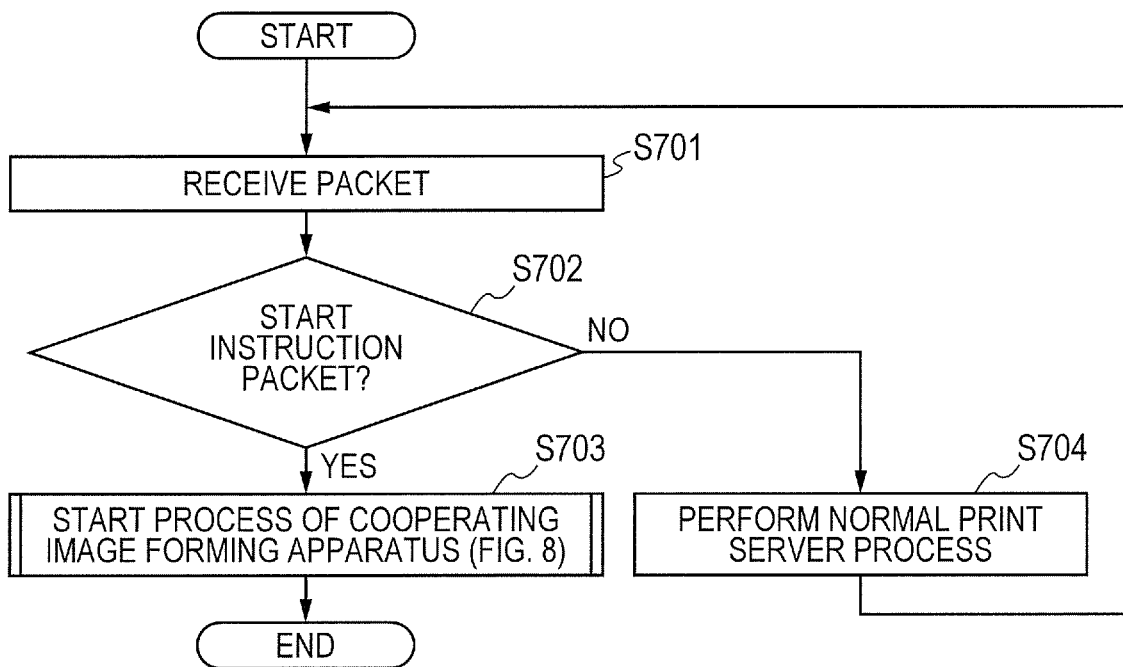 START
S701
RECEIVE PACKET
S702
START
INSTRUCTION
PACKET?
NO
YES
S703
START PROCESS OF COOPERATING
IMAGE FORMING APPARATUS (FIG. 8)
S704
PERFORM NORMAL PRINT
SERVER PROCESS
END